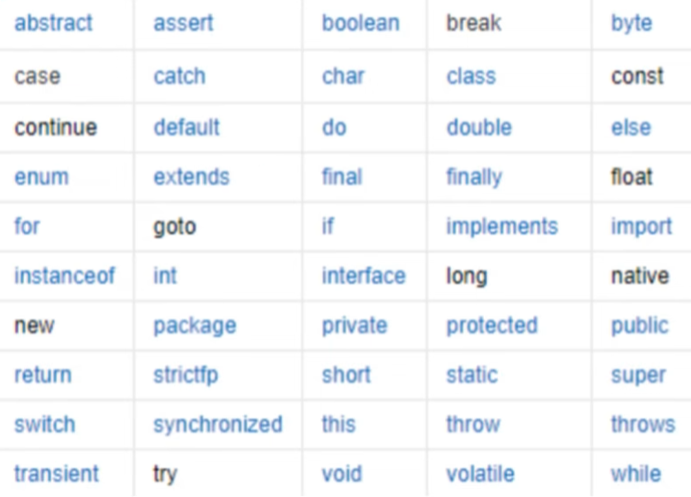 abstract assert boolean break byte
case catch char class const
continue default do double else
enum extends final finally float
for goto if implements import
instanceof int interface long native
new package private protected public
return strictfp short static super
switch synchronized this throw throws
transient try void volatile while